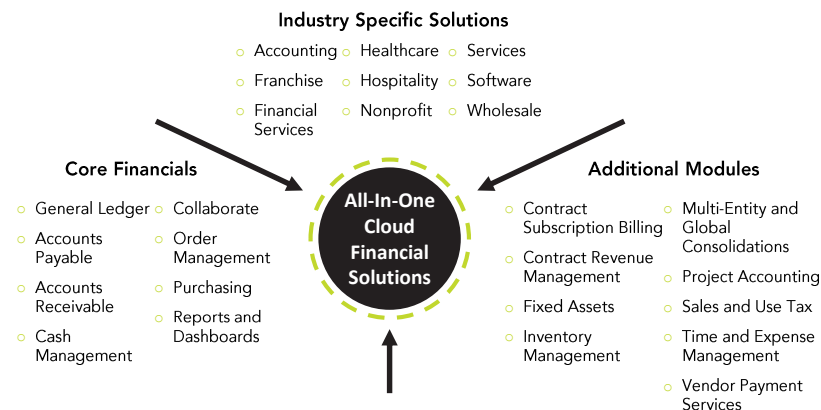 Industry Specific Solutions
Accounting
Franchise
Financial
Services
Healthcare
Hospitality
Nonprofit
Services
Software
Wholesale
Core Financials
General Ledger
Accounts
Payable
Accounts
Receivable
Cash
Management
Collaborate
Order
Management
Purchasing
Reports and
Dashboards
All-In-One
Cloud
Financial
Solutions
Additional Modules
Contract
Subscription Billing
Contract Revenue
Management
Fixed Assets
Inventory
Management
Multi-Entity and
Global
Consolidations
Project Accounting
Sales and Use Tax
Time and Expense
Management
Vendor Payment
Services